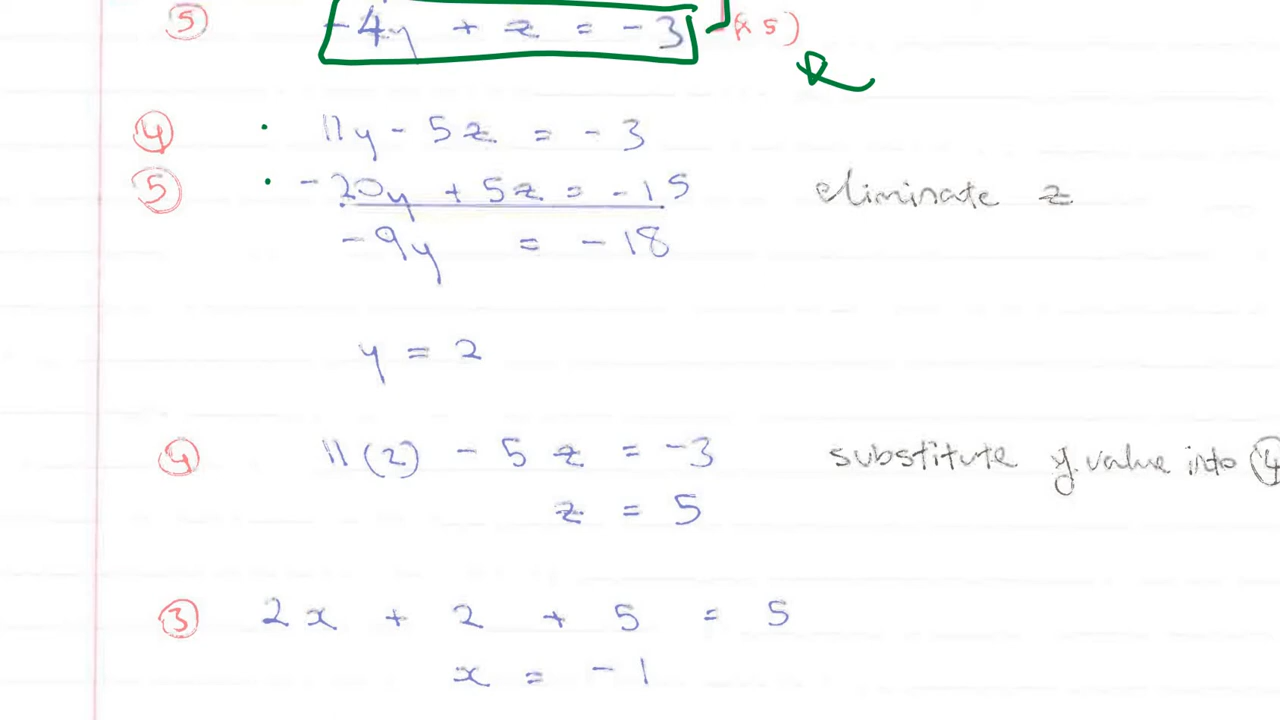 ⑤ -4y + z = -3 (x 5)
④ 11y - 5z = -3
⑤ -20y + 5z = -15 eliminate z
-9y = -18
y = 2
④ 11(2) - 5z = -3 substitute y value into ④
z = 5
③ 2x + 2 + 5 = 5
x = -1